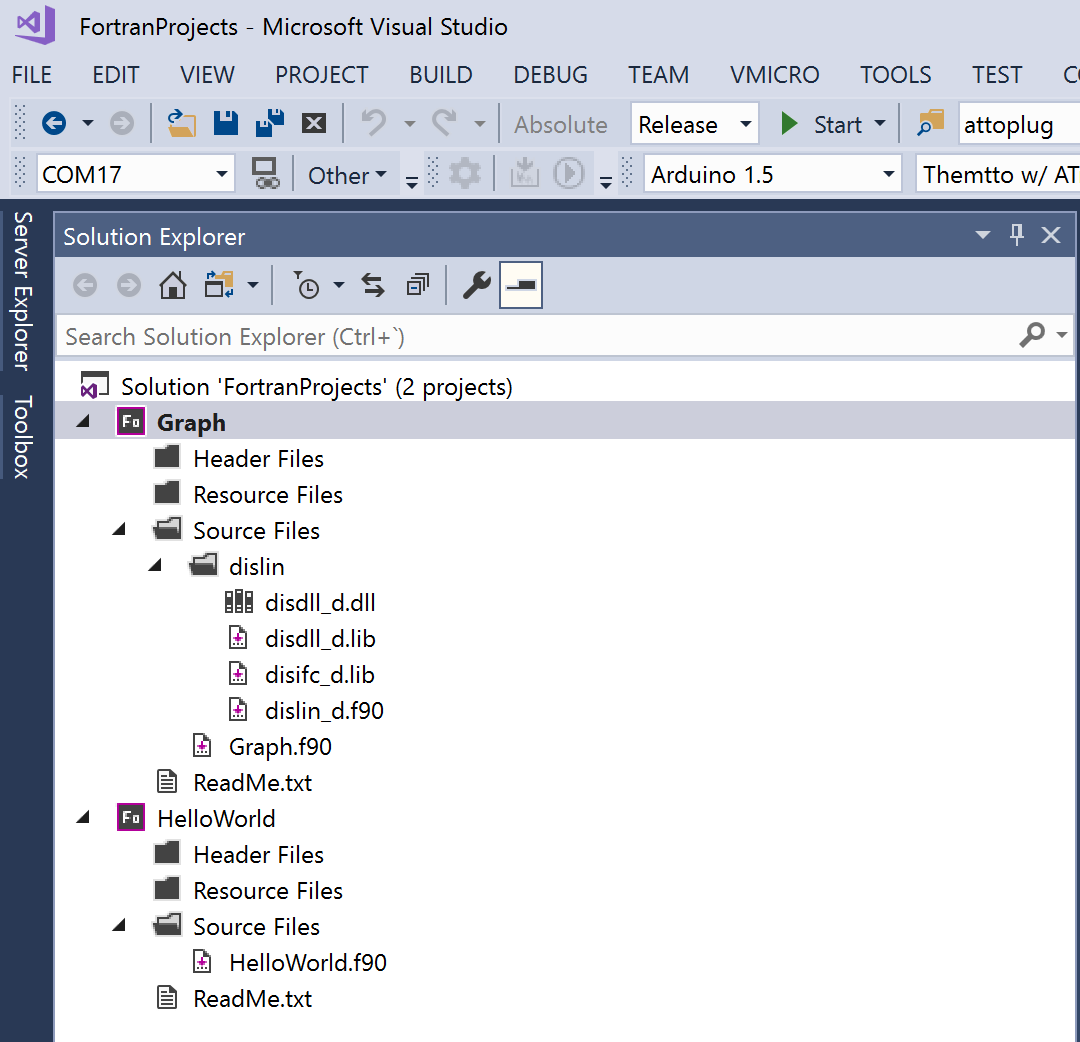 FortranProjects - Microsoft Visual Studio
FILE EDIT VIEW PROJECT BUILD DEBUG TEAM VMICRO TOOLS TEST
Absolute Release Start attoplug
COM17 Other Arduino 1.5 Themtto w/ AT
Server Explorer
Toolbox
Solution Explorer
Search Solution Explorer (Ctrl+`)
Solution 'FortranProjects' (2 projects)
Fo Graph
Header Files
Resource Files
Source Files
dislin
disdll_d.dll
disdll_d.lib
disifc_d.lib
dislin_d.f90
Graph.f90
ReadMe.txt
Fo HelloWorld
Header Files
Resource Files
Source Files
HelloWorld.f90
ReadMe.txt